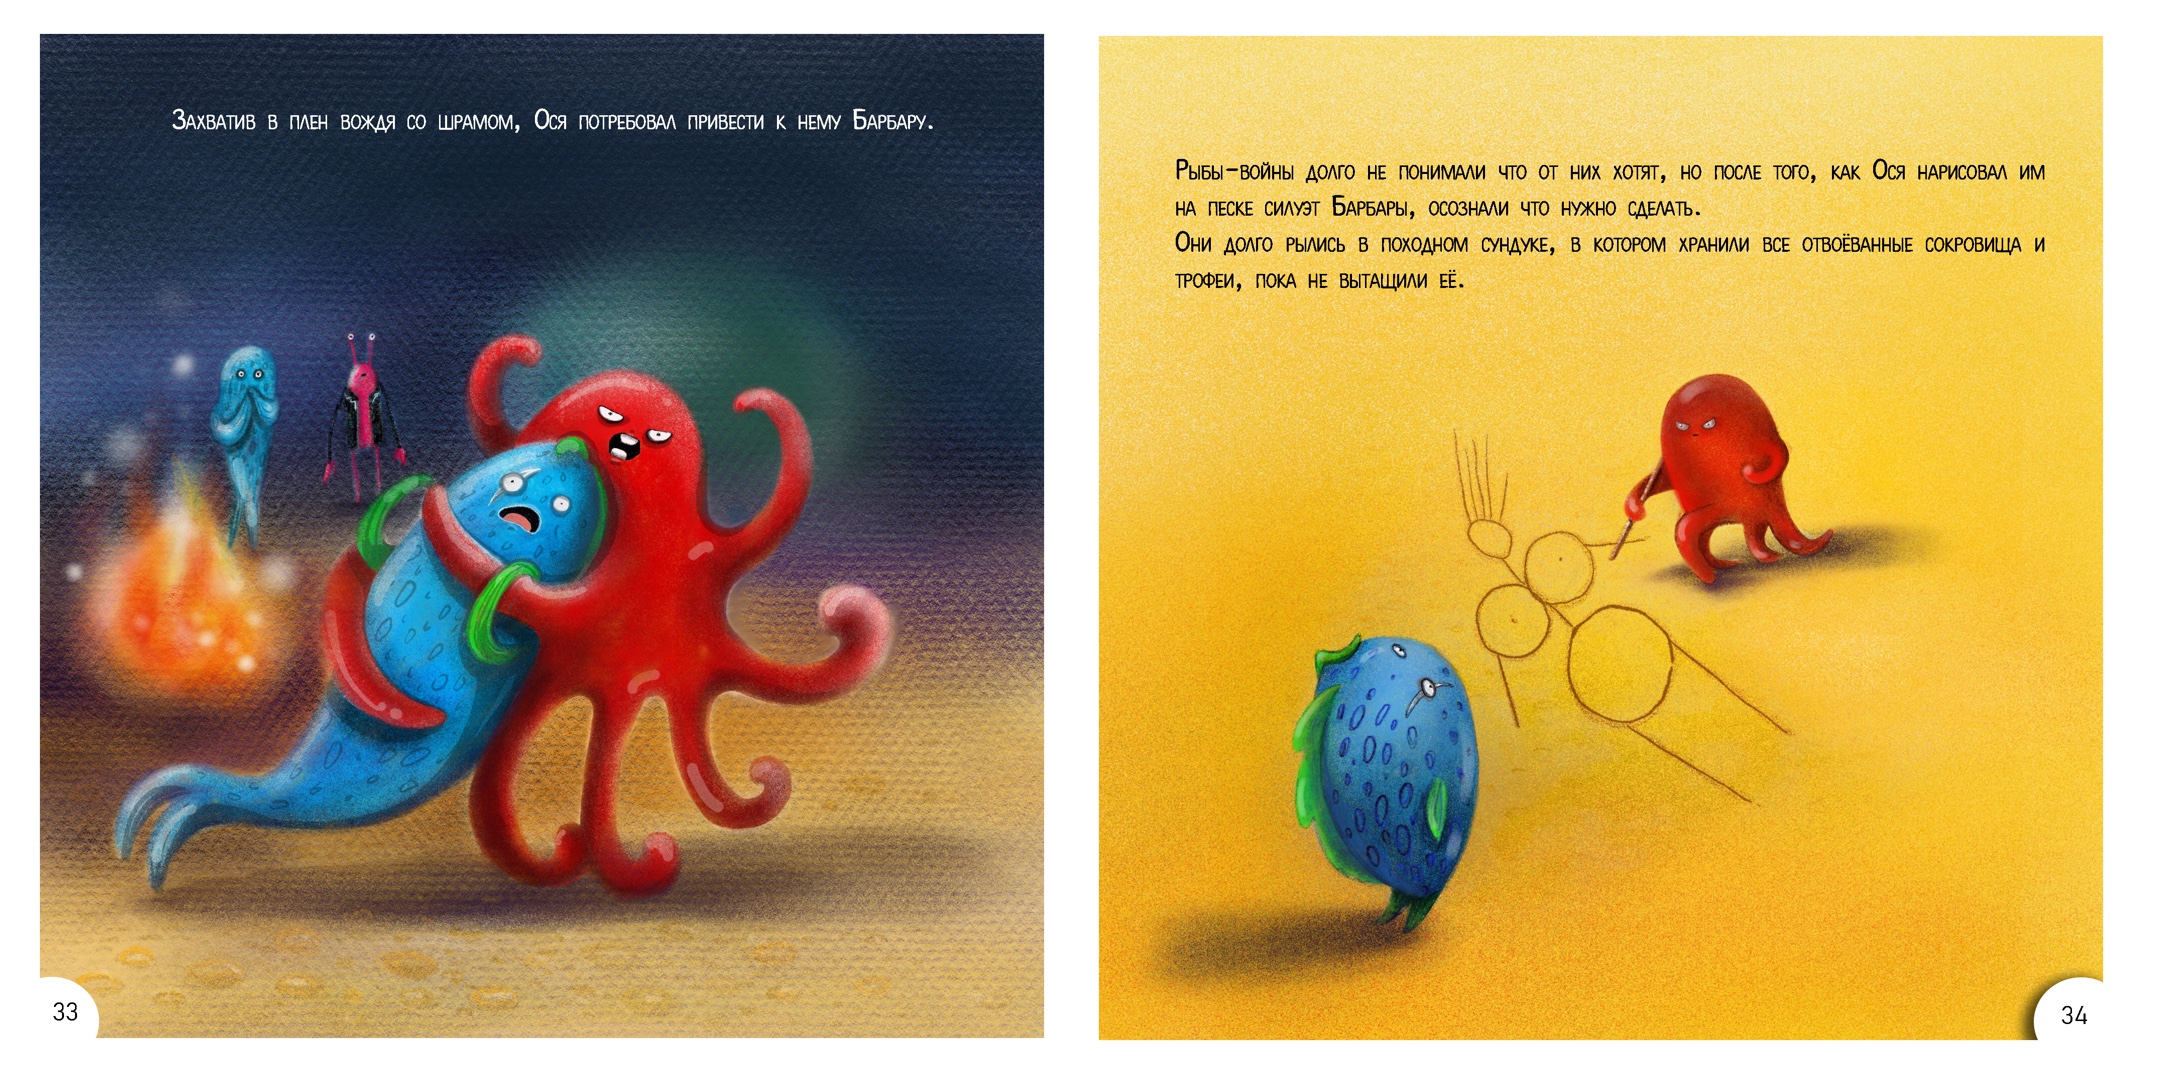 Захватив в плен вождя со шрамом, Ося потребовал привести к нему Барбару.
33
Рыбы-войны долго не понимали что от них хотят, но после того, как Ося нарисовал им
на песке силуэт Барбары, осознали что нужно сделать.
Они долго рылись в походном сундуке, в котором хранили все отвоёванные сокровища и
трофеи, пока не вытащили её.
34